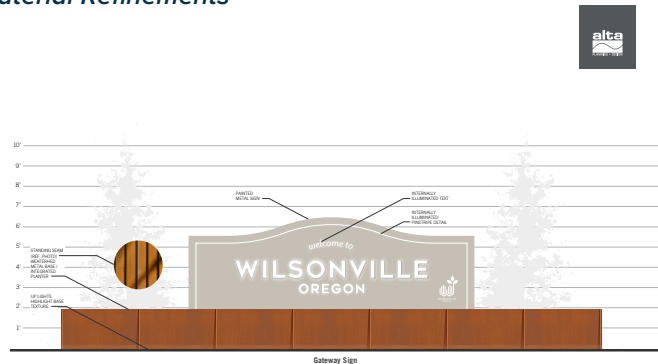 Material Refinements
alta
10'
9'
8'
7'
6'
5'
4'
3'
2'
1'
PAINTED
METAL SIGN
INTERNALLY
ILLUMINATED TEXT
INTERNALLY
ILLUMINATED
PINSTRIPE DETAIL
STANDING SEAM
(REF. PHOTO)
WEATHERED
METAL BASE /
INTEGRATED
PLANTER
UP LIGHTS
HIGHLIGHT BASE
TEXTURE
welcome to
WILSONVILLE
OREGON
Gateway Sign